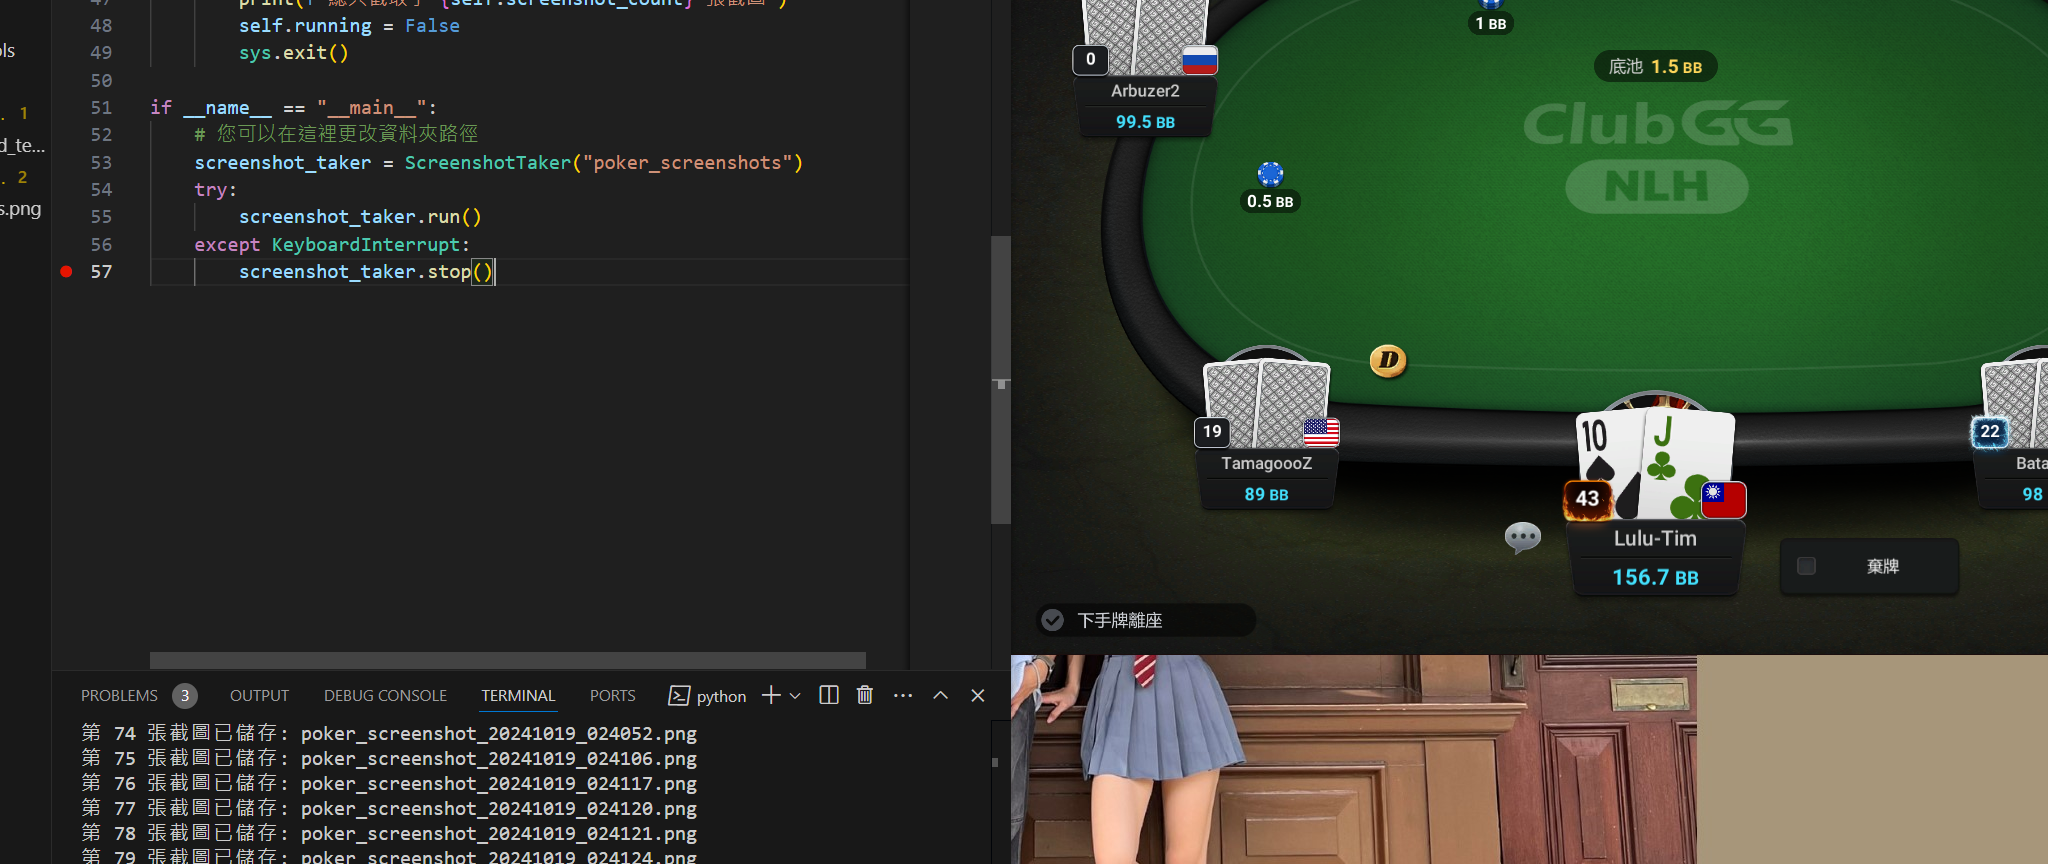 47 print(f"總共截取了 {self.screenshot_count} 張截圖")
48 self.running = False
49 sys.exit()
50
51 if __name__ == "__main__":
52 # 您可以在這裡更改資料夾路徑
53 screenshot_taker = ScreenshotTaker("poker_screenshots")
54 try:
55 screenshot_taker.run()
56 except KeyboardInterrupt:
57 screenshot_taker.stop()
ols
. 1
d_te...
. 2
s.png
PROBLEMS 3 OUTPUT DEBUG CONSOLE TERMINAL PORTS python
第 74 張截圖已儲存: poker_screenshot_20241019_024052.png
第 75 張截圖已儲存: poker_screenshot_20241019_024106.png
第 76 張截圖已儲存: poker_screenshot_20241019_024117.png
第 77 張截圖已儲存: poker_screenshot_20241019_024120.png
第 78 張截圖已儲存: poker_screenshot_20241019_024121.png
第 79 張截圖已儲存: poker_screenshot_20241019_024124.png
1 BB
0
Arbuzer2
99.5 BB
底池 1.5 BB
ClubGG
NLH
0.5 BB
D
19
TamagoooZ
89 BB
10
J
43
Lulu-Tim
156.7 BB
22
Bata
98
棄牌
下手牌離座